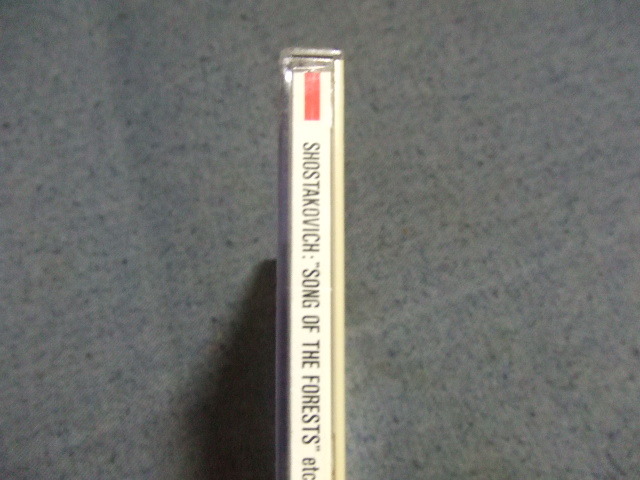 SHOSTAKOVICH: "SONG OF THE FORESTS" etc